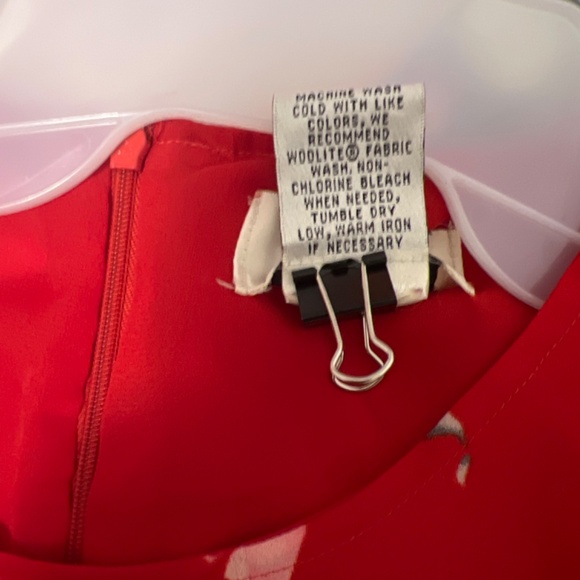 MACHINE WASH
COLD WITH LIKE
COLORS, WE
RECOMMEND
WOOLITE® FABRIC
WASH, NON-
CHLORINE BLEACH
WHEN NEEDED,
TUMBLE DRY
LOW, WARM IRON
IF NECESSARY